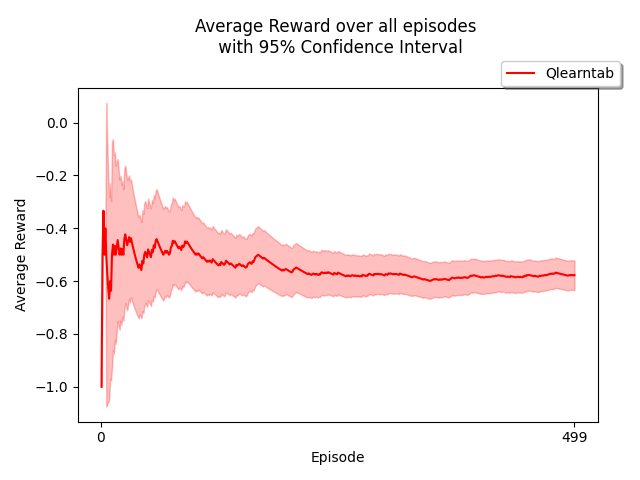 Average Reward over all episodes
with 95% Confidence Interval
Qlearntab
Average Reward
0.0
−0.2
−0.4
−0.6
−0.8
−1.0
0
499
Episode